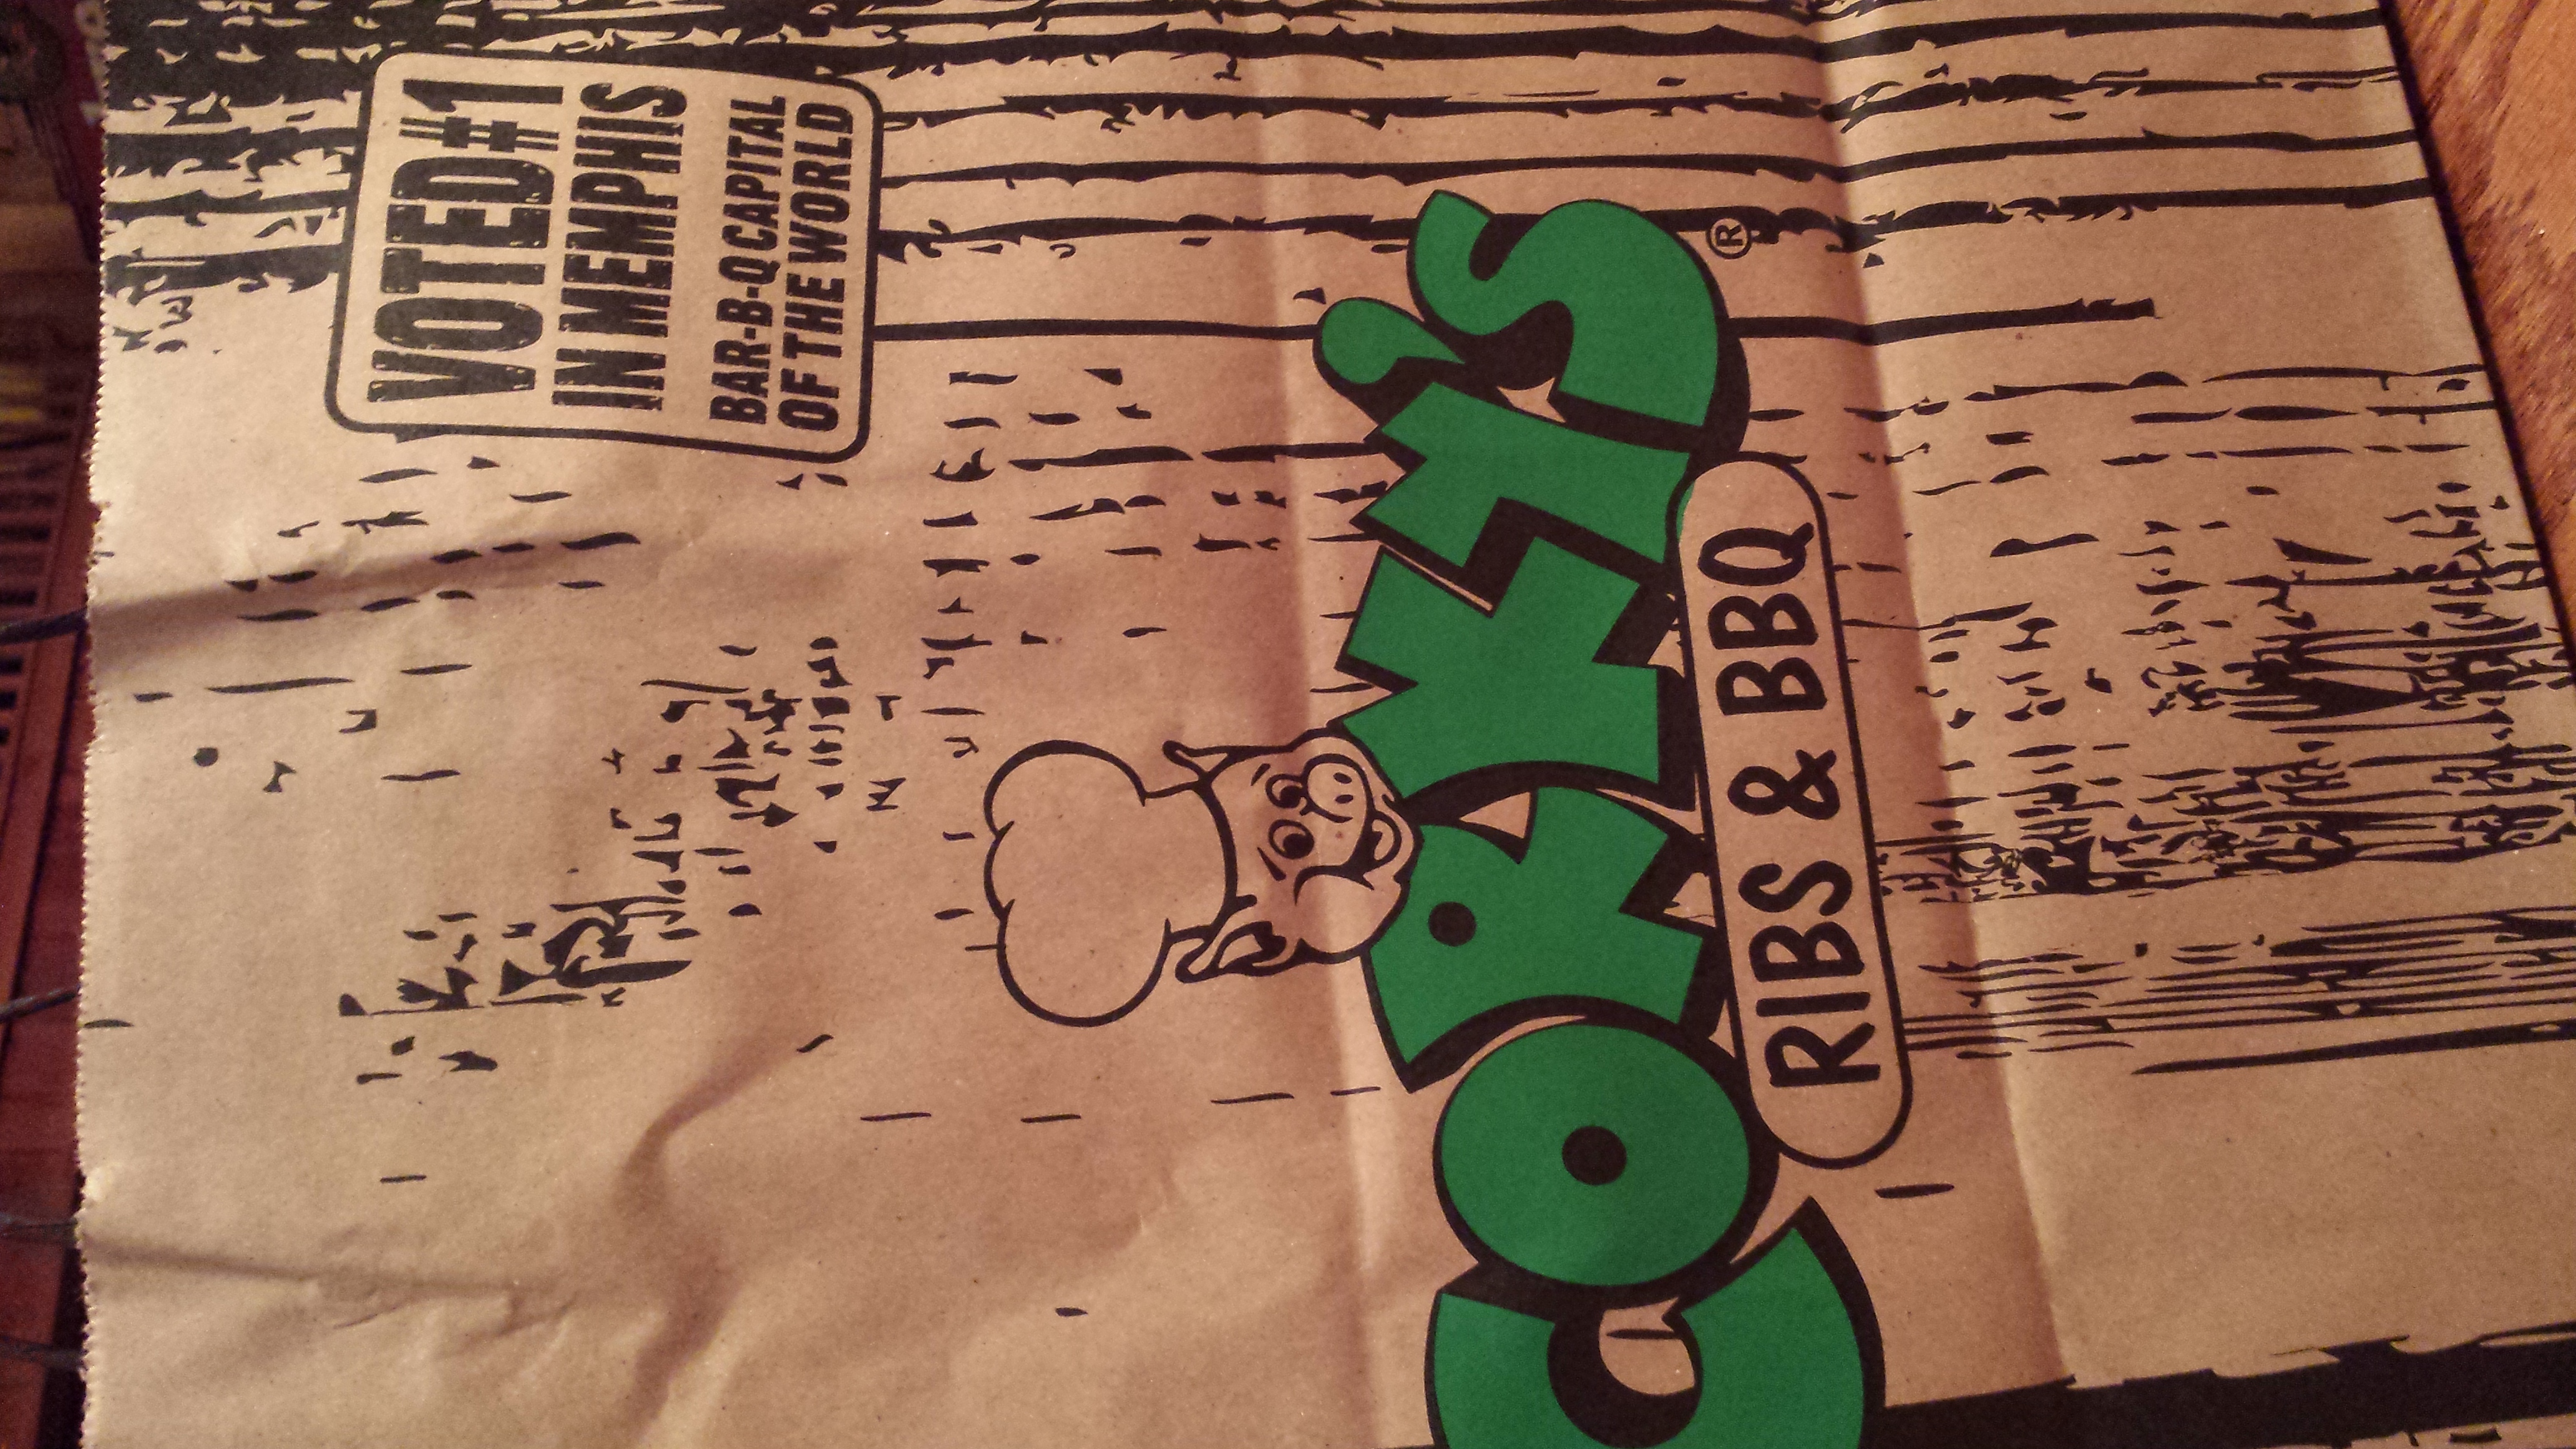 VOTED #1
IN MEMPHIS
BAR-B-Q CAPITAL
OF THE WORLD
CORKY'S®
RIBS & BBQ